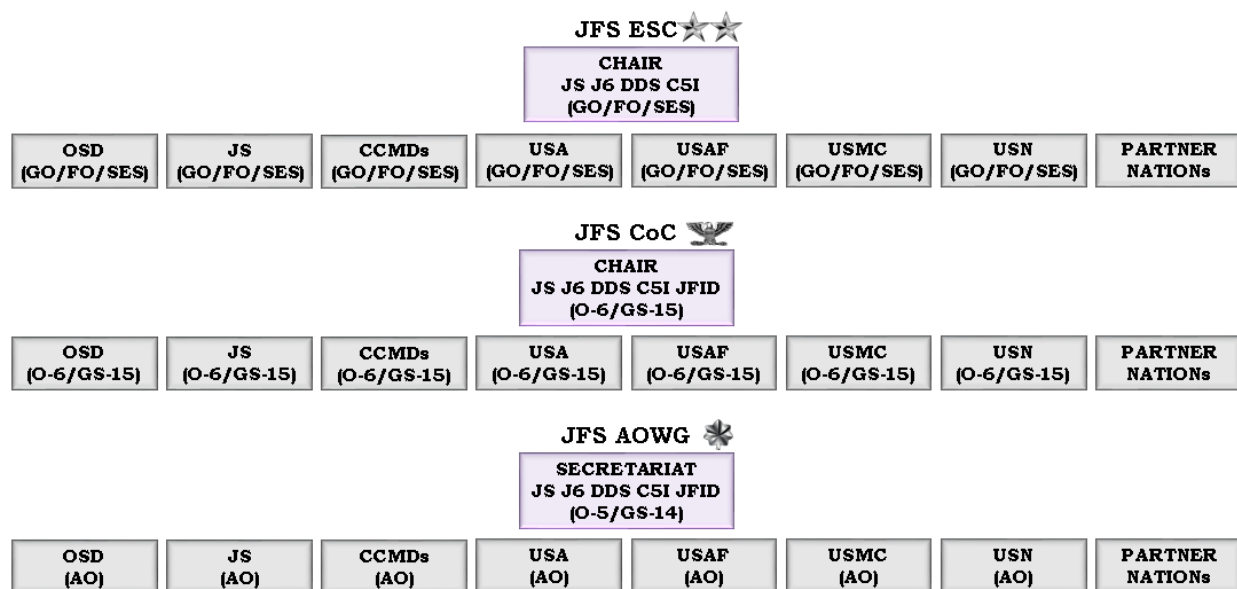 JFS ESC
CHAIR
JS J6 DDS C5I
(GO/FO/SES)
OSD
(GO/FO/SES)
JS
(GO/FO/SES)
CCMDs
(GO/FO/SES)
USA
(GO/FO/SES)
USAF
(GO/FO/SES)
USMC
(GO/FO/SES)
USN
(GO/FO/SES)
PARTNER
NATIONs
JFS CoC
CHAIR
JS J6 DDS C5I JFID
(O-6/GS-15)
OSD
(O-6/GS-15)
JS
(O-6/GS-15)
CCMDs
(O-6/GS-15)
USA
(O-6/GS-15)
USAF
(O-6/GS-15)
USMC
(O-6/GS-15)
USN
(O-6/GS-15)
PARTNER
NATIONs
JFS AOWG
SECRETARIAT
JS J6 DDS C5I JFID
(O-5/GS-14)
OSD
(AO)
JS
(AO)
CCMDs
(AO)
USA
(AO)
USAF
(AO)
USMC
(AO)
USN
(AO)
PARTNER
NATIONs